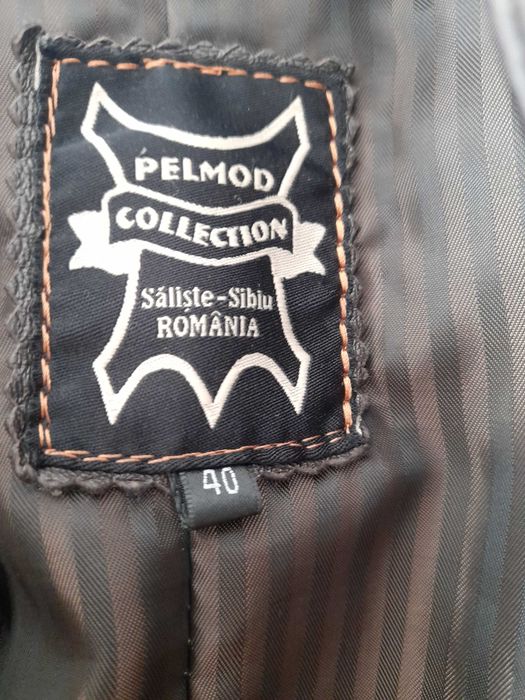 PELMOD
COLLECTION
Săliște-Sibiu
ROMÂNIA
40